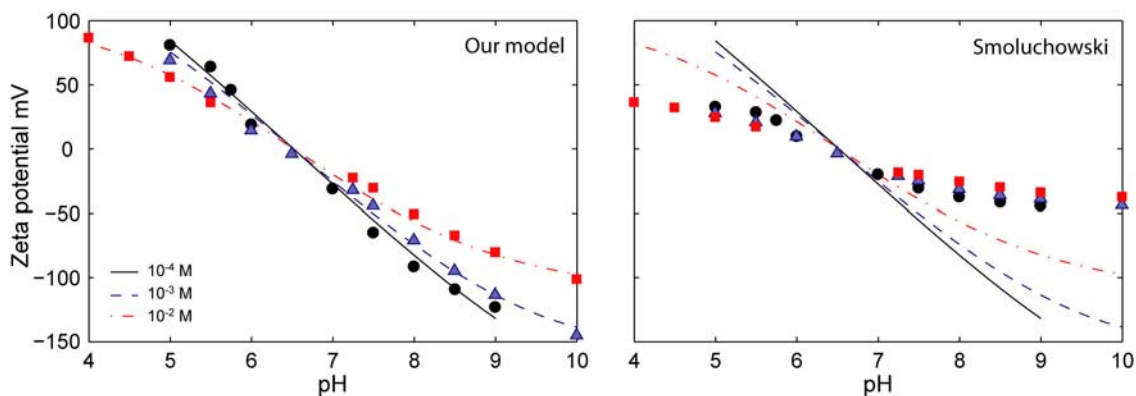 Our model
Smoluchowski
Zeta potential mV
100
50
0
−50
−100
−150
10-4 M
10-3 M
10-2 M
4 5 6 7 8 9 10
4 5 6 7 8 9 10
pH
pH